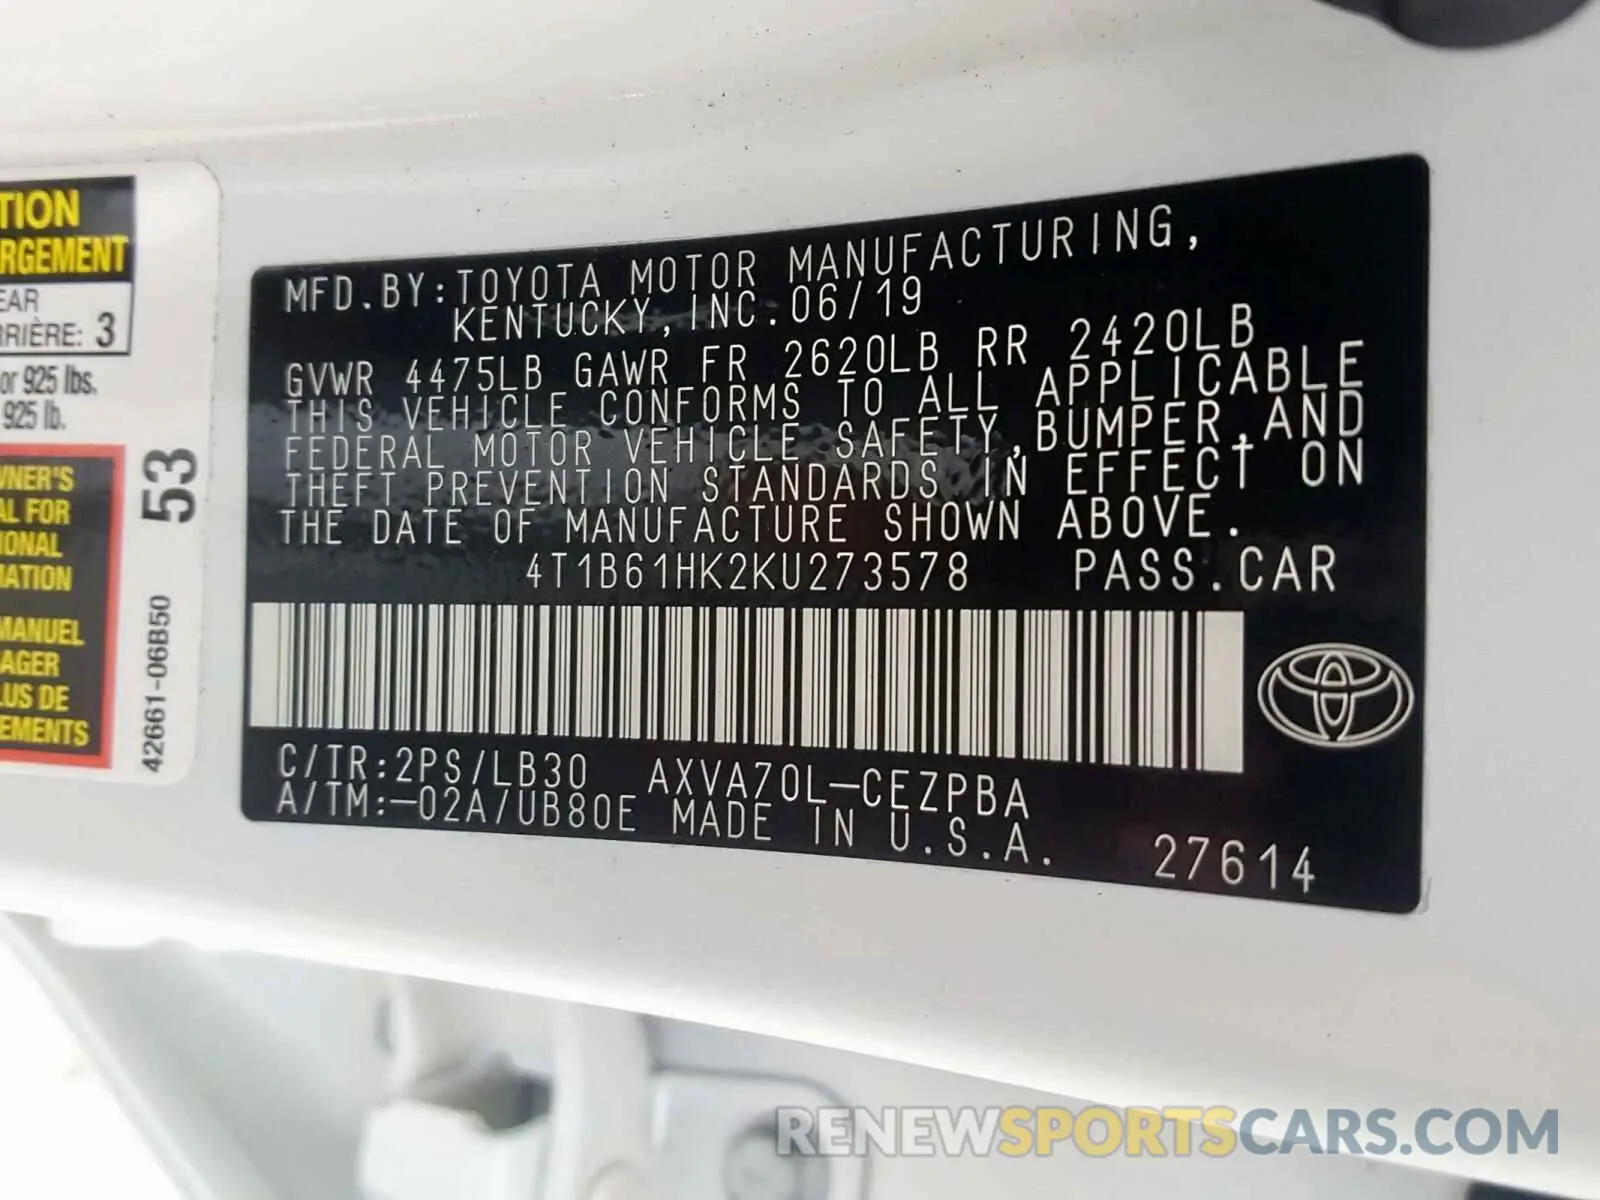 TION
RGEMENT
EAR
RRIÈRE: 3
or 925 lbs.
925 lb.
WNER'S
AL FOR
IONAL
MATION
MANUEL
AGER
LUS DE
EMENTS
53
42661-06B50
MFD.BY:TOYOTA MOTOR MANUFACTURING,
KENTUCKY,INC.06/19
GVWR 4475LB GAWR FR 2620LB RR 2420LB
THIS VEHICLE CONFORMS TO ALL APPLICABLE
FEDERAL MOTOR VEHICLE SAFETY,BUMPER,AND
THEFT PREVENTION STANDARDS IN EFFECT ON
THE DATE OF MANUFACTURE SHOWN ABOVE.
4T1B61HK2KU273578 PASS.CAR
C/TR:2PS/LB30 AXVA70L-CEZPBA
A/TM:-02A/UB80E MADE IN U.S.A. 27614
RENEWSPORTSCARS.COM